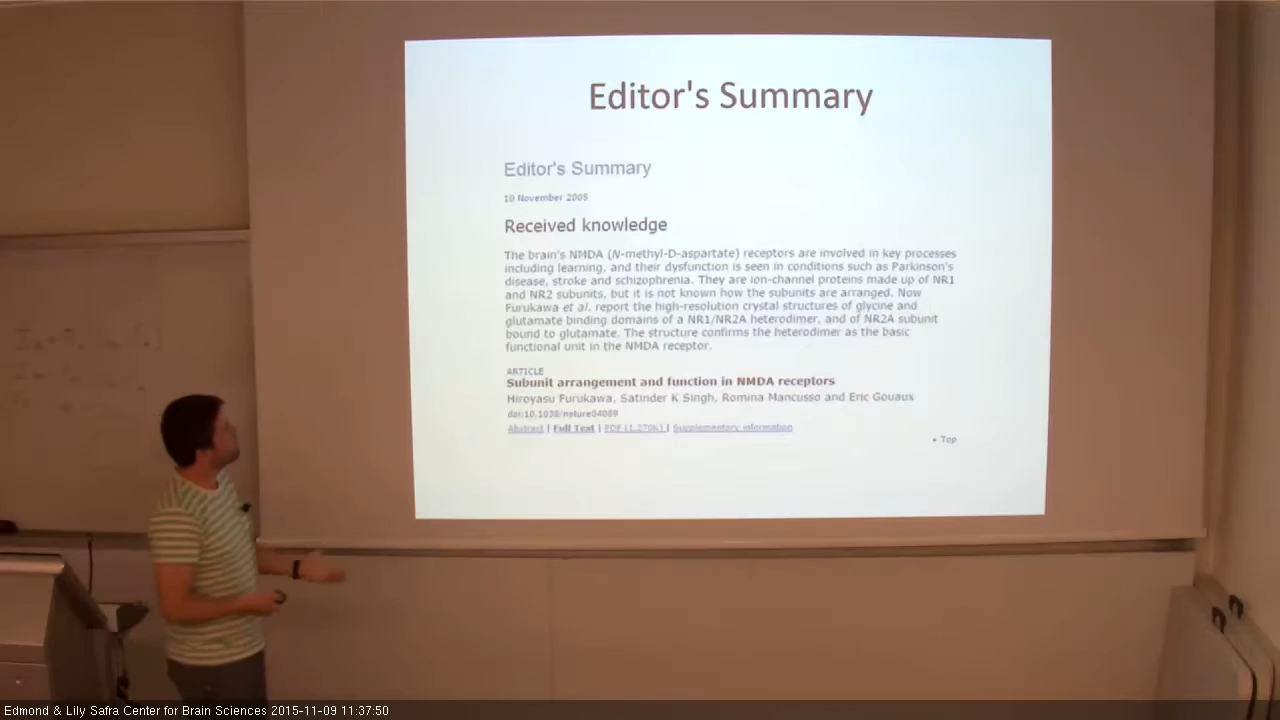 Editor's Summary
Editor's Summary
10 November 2005
Received knowledge
The brain's NMDA (N-methyl-D-aspartate) receptors are involved in key processes
including learning, and their dysfunction is seen in conditions such as Parkinson's
disease, stroke and schizophrenia. They are ion-channel proteins made up of NR1
and NR2 subunits, but it is not known how the subunits are arranged. Now
Furukawa et al. report the high-resolution crystal structures of glycine and
glutamate binding domains of a NR1/NR2A heterodimer, and of NR2A subunit
bound to glutamate. The structure confirms the heterodimer as the basic
functional unit in the NMDA receptor.
ARTICLE
Subunit arrangement and function in NMDA receptors
Hiroyasu Furukawa, Satinder K Singh, Romina Mancusso and Eric Gouaux
doi:10.1038/nature04089
Abstract | Full Text | PDF (1,270K) | Supplementary information
Top
Edmond & Lily Safra Center for Brain Sciences 2015-11-09 11:37:50